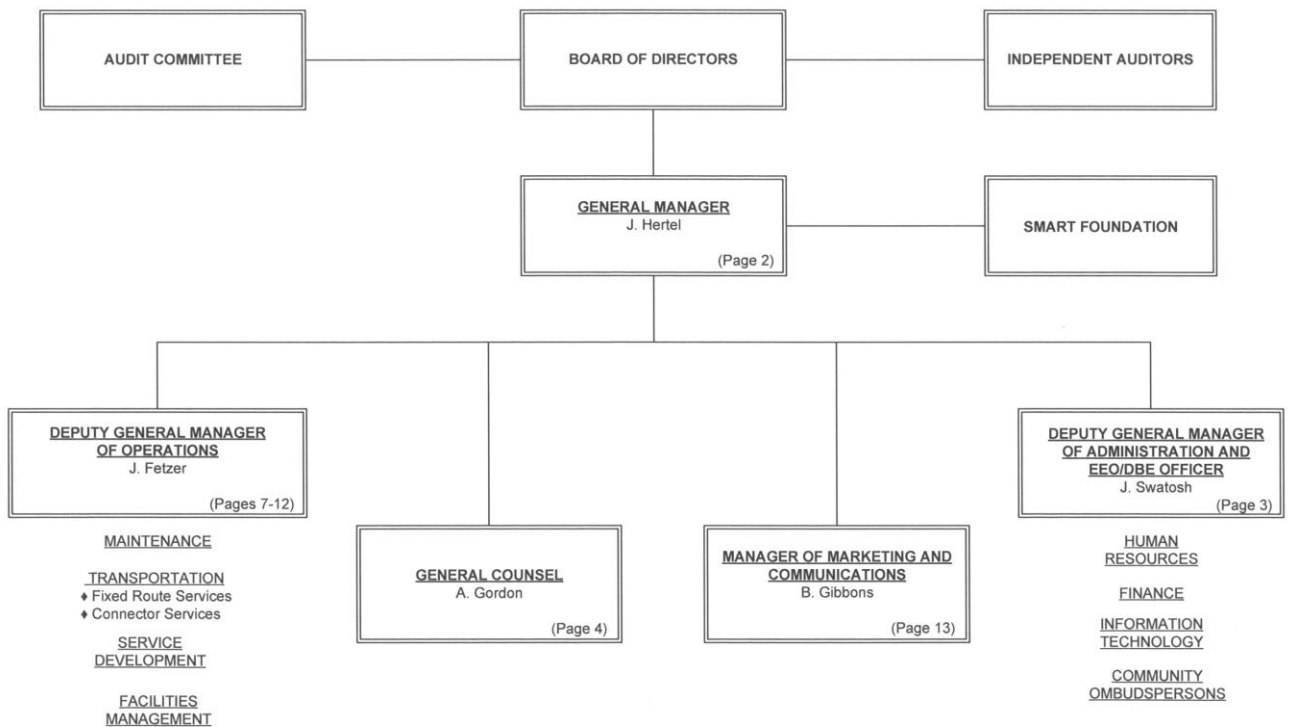 AUDIT COMMITTEE
BOARD OF DIRECTORS
INDEPENDENT AUDITORS
GENERAL MANAGER
J. Hertel
(Page 2)
SMART FOUNDATION
DEPUTY GENERAL MANAGER
OF OPERATIONS
J. Fetzer
(Pages 7-12)
MAINTENANCE
TRANSPORTATION
♦ Fixed Route Services
♦ Connector Services
SERVICE
DEVELOPMENT
FACILITIES
MANAGEMENT
GENERAL COUNSEL
A. Gordon
(Page 4)
MANAGER OF MARKETING AND
COMMUNICATIONS
B. Gibbons
(Page 13)
DEPUTY GENERAL MANAGER
OF ADMINISTRATION AND
EEO/DBE OFFICER
J. Swatosh
(Page 3)
HUMAN
RESOURCES
FINANCE
INFORMATION
TECHNOLOGY
COMMUNITY
OMBUDSPERSONS